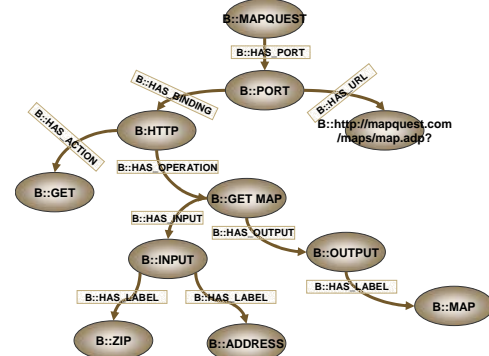 B::MAPQUEST
B::HAS_PORT
B::PORT
B::HAS_BINDING
B::HAS_URL
B::HTTP
B::http://mapquest.com
/maps/map.adp?
B::HAS_ACTION
B::HAS_OPERATION
B::GET
B::GET MAP
B::HAS_INPUT
B::HAS_OUTPUT
B::INPUT
B::OUTPUT
B::HAS_LABEL
B::HAS_LABEL
B::HAS_LABEL
B::MAP
B::ZIP
B::ADDRESS